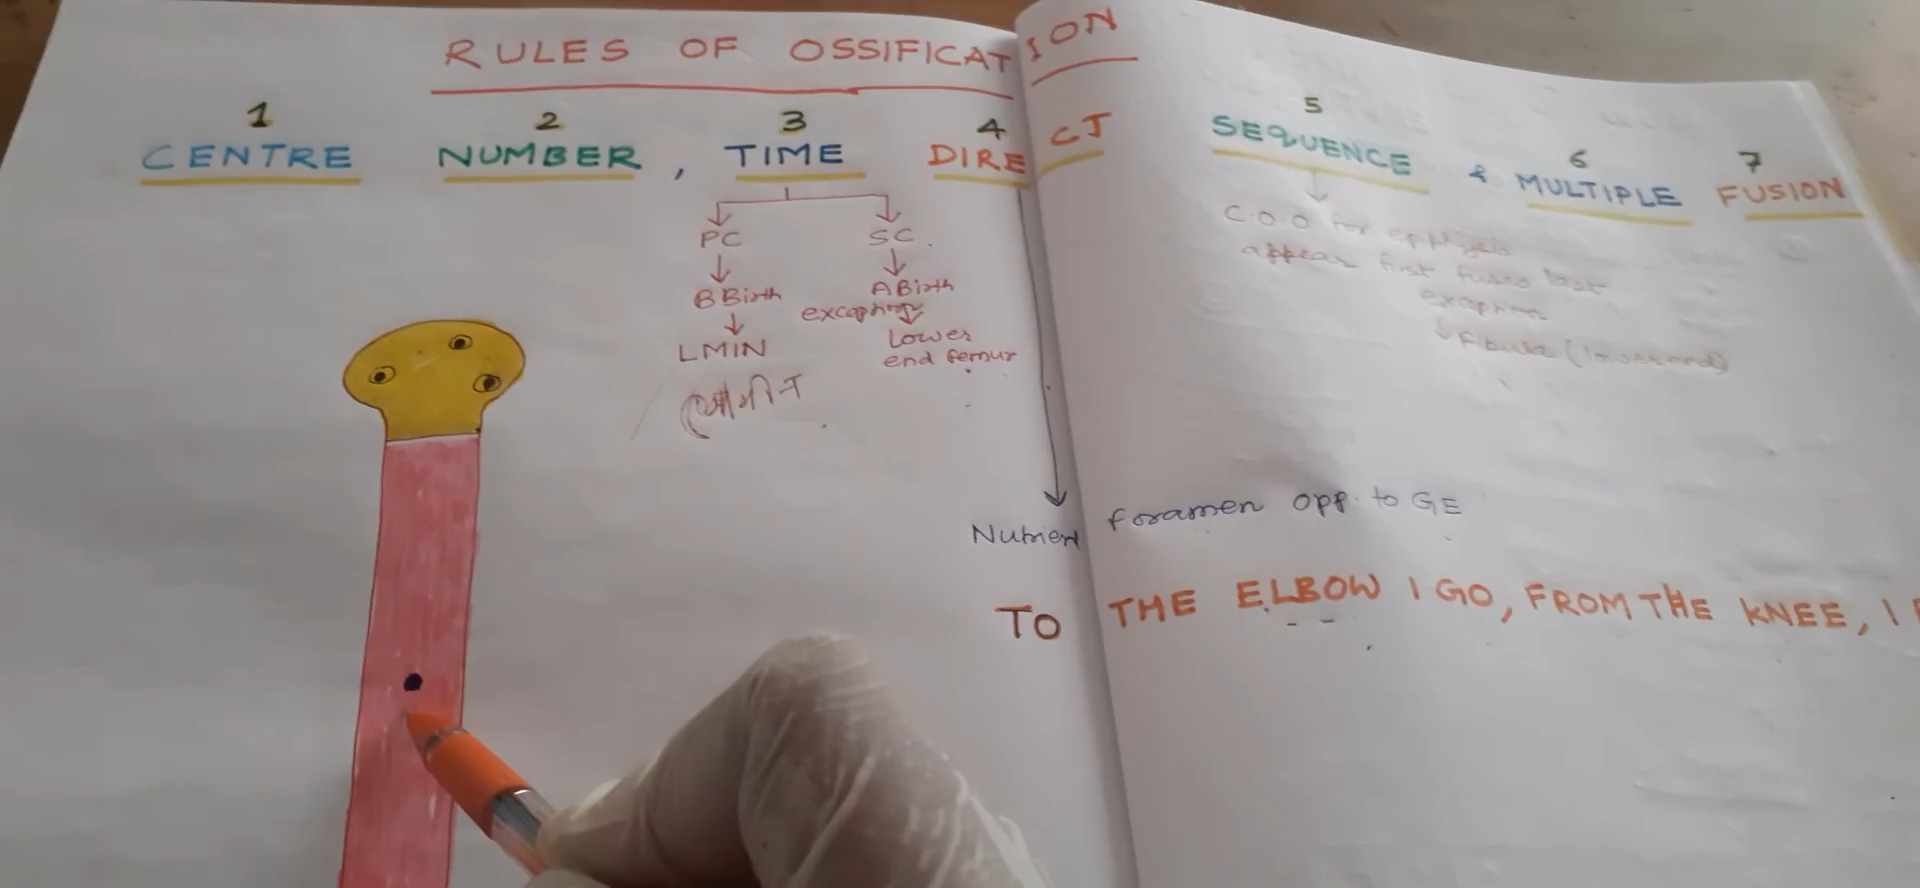 RULES OF OSSIFICATION
1 2 3 4 5 6 7
CENTRE NUMBER, TIME DIRECT SEQUENCE & MULTIPLE FUSION
PC SC.
B Birth A Birth
LMIN
Lower
end femur
C.O.O for
appear first
Fibula
Nutrient foramen opp. to GE
TO THE ELBOW I GO, FROM THE KNEE, I